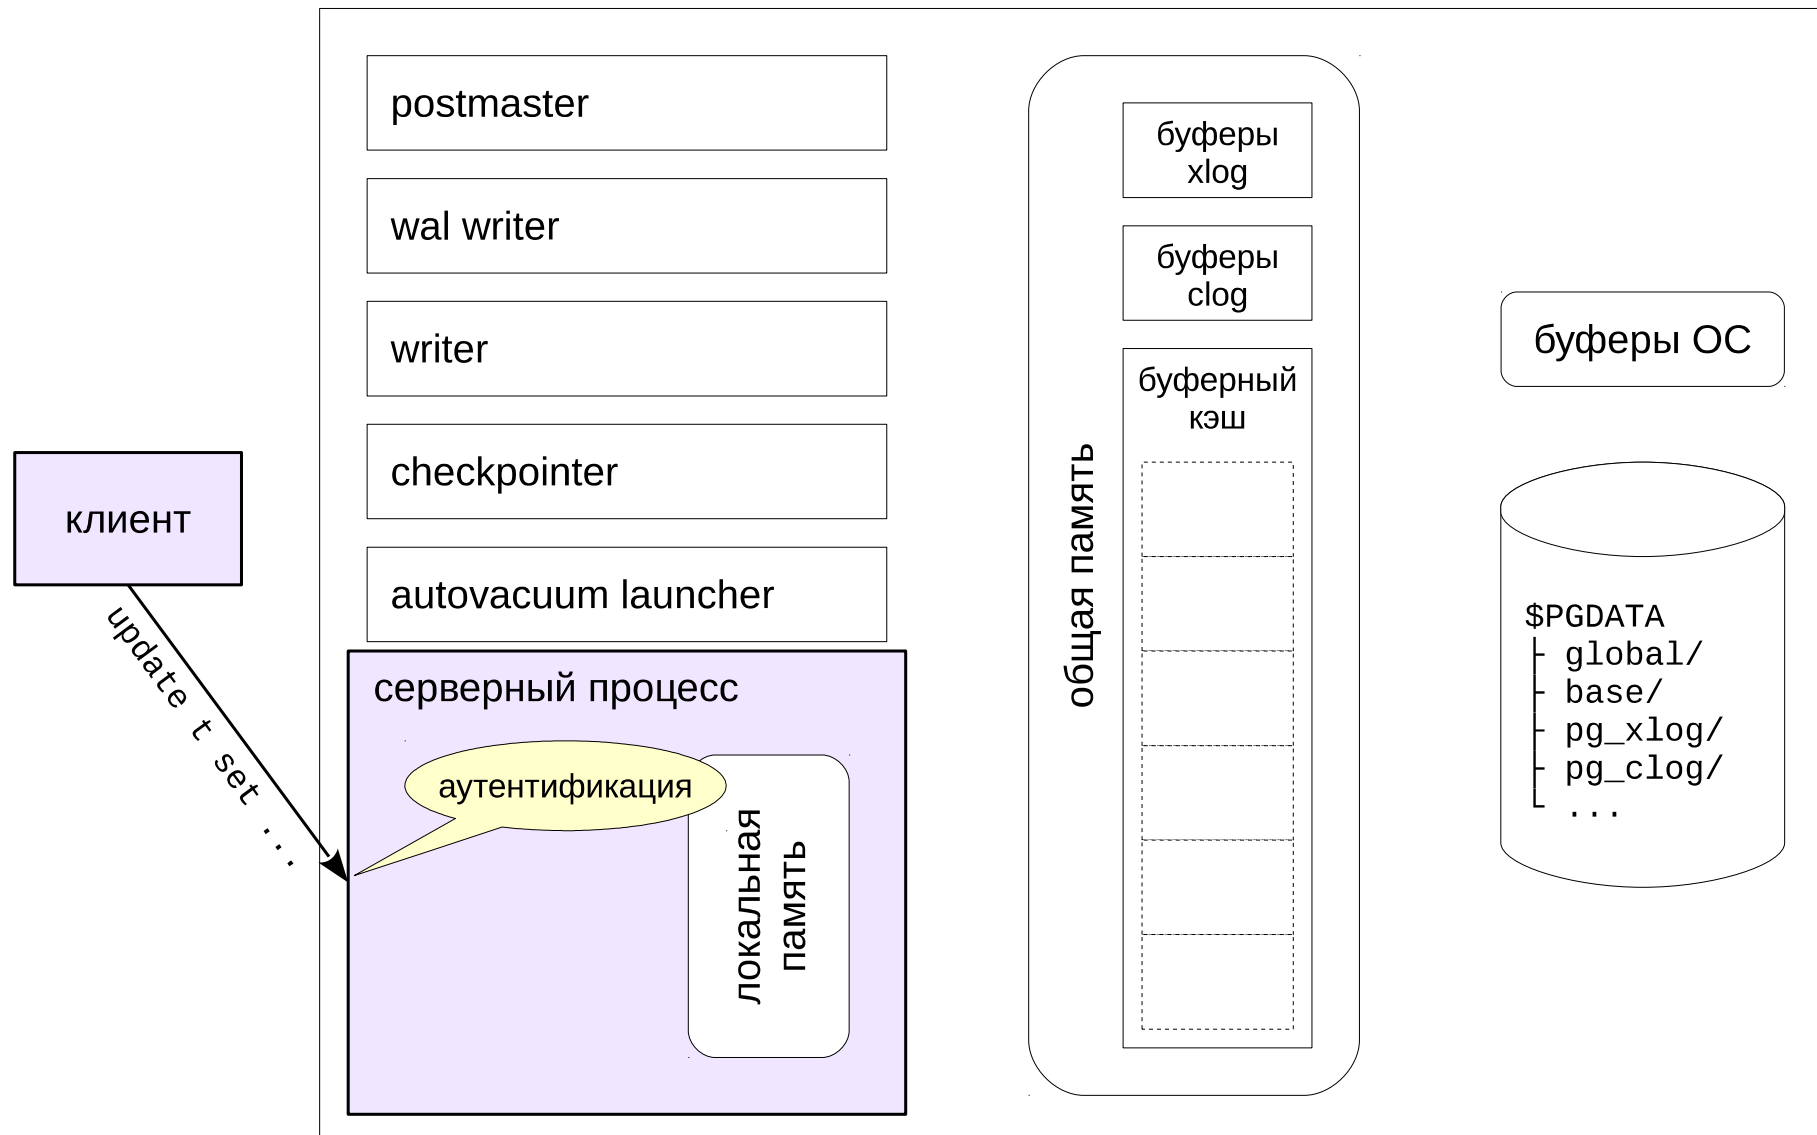 postmaster
wal writer
writer
checkpointer
autovacuum launcher
клиент
update t set ...
серверный процесс
аутентификация
локальная
память
общая память
буферы
xlog
буферы
clog
буферный
кэш
буферы ОС
$PGDATA
├ global/
├ base/
├ pg_xlog/
├ pg_clog/
└ ...